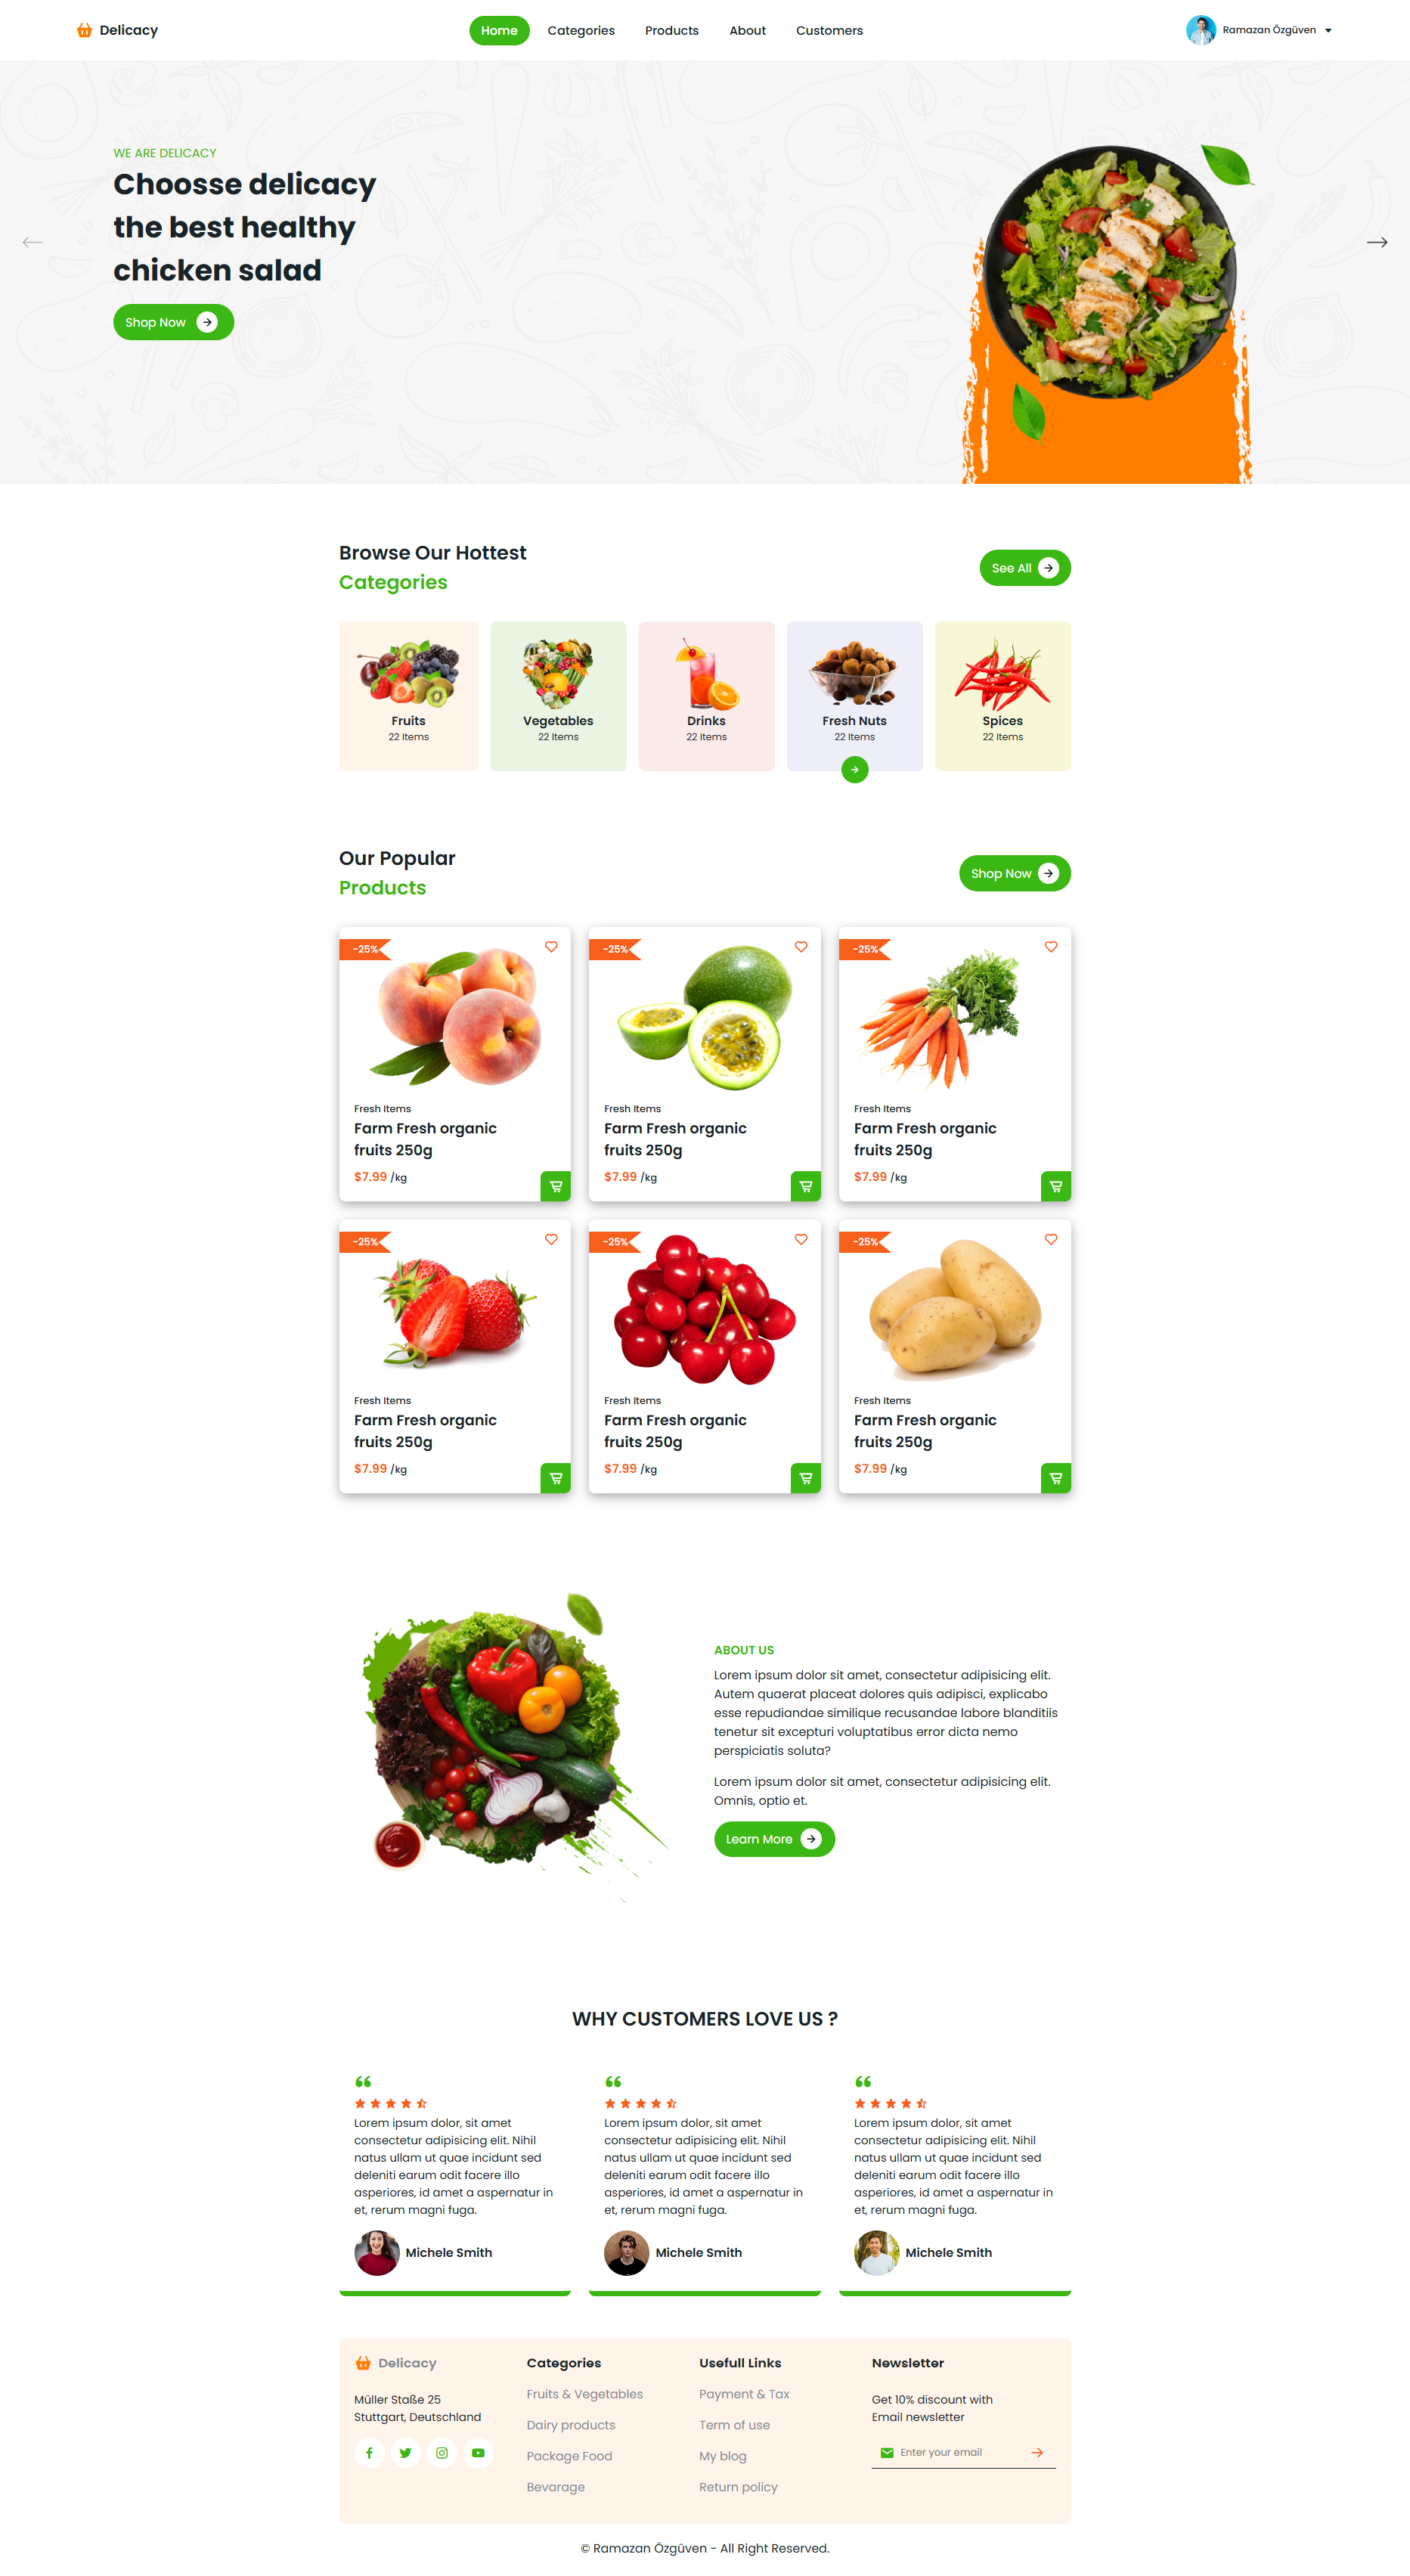 Delicacy
Home
Categories
Products
About
Customers
Ramazan Özgüven
WE ARE DELICACY
Choosse delicacy
the best healthy
chicken salad
Shop Now
Browse Our Hottest
Categories
See All
Fruits
22 Items
Vegetables
22 Items
Drinks
22 Items
Fresh Nuts
22 Items
Spices
22 Items
Our Popular
Products
Shop Now
-25%
Fresh Items
Farm Fresh organic
fruits 250g
$7.99 /kg
-25%
Fresh Items
Farm Fresh organic
fruits 250g
$7.99 /kg
-25%
Fresh Items
Farm Fresh organic
fruits 250g
$7.99 /kg
-25%
Fresh Items
Farm Fresh organic
fruits 250g
$7.99 /kg
-25%
Fresh Items
Farm Fresh organic
fruits 250g
$7.99 /kg
-25%
Fresh Items
Farm Fresh organic
fruits 250g
$7.99 /kg
ABOUT US
Lorem ipsum dolor sit amet, consectetur adipisicing elit.
Autem quaerat placeat dolores quis adipisci, explicabo
esse repudiandae similique recusandae labore blanditiis
tenetur sit excepturi voluptatibus error dicta nemo
perspiciatis soluta?
Lorem ipsum dolor sit amet, consectetur adipisicing elit.
Omnis, optio et.
Learn More
WHY CUSTOMERS LOVE US ?
Lorem ipsum dolor, sit amet
consectetur adipisicing elit. Nihil
natus ullam ut quae incidunt sed
deleniti earum odit facere illo
asperiores, id amet a aspernatur in
et, rerum magni fuga.
Michele Smith
Lorem ipsum dolor, sit amet
consectetur adipisicing elit. Nihil
natus ullam ut quae incidunt sed
deleniti earum odit facere illo
asperiores, id amet a aspernatur in
et, rerum magni fuga.
Michele Smith
Lorem ipsum dolor, sit amet
consectetur adipisicing elit. Nihil
natus ullam ut quae incidunt sed
deleniti earum odit facere illo
asperiores, id amet a aspernatur in
et, rerum magni fuga.
Michele Smith
Delicacy
Müller Staße 25
Stuttgart, Deutschland
Categories
Fruits & Vegetables
Dairy products
Package Food
Bevarage
Usefull Links
Payment & Tax
Term of use
My blog
Return policy
Newsletter
Get 10% discount with
Email newsletter
Enter your email
© Ramazan Özgüven - All Right Reserved.